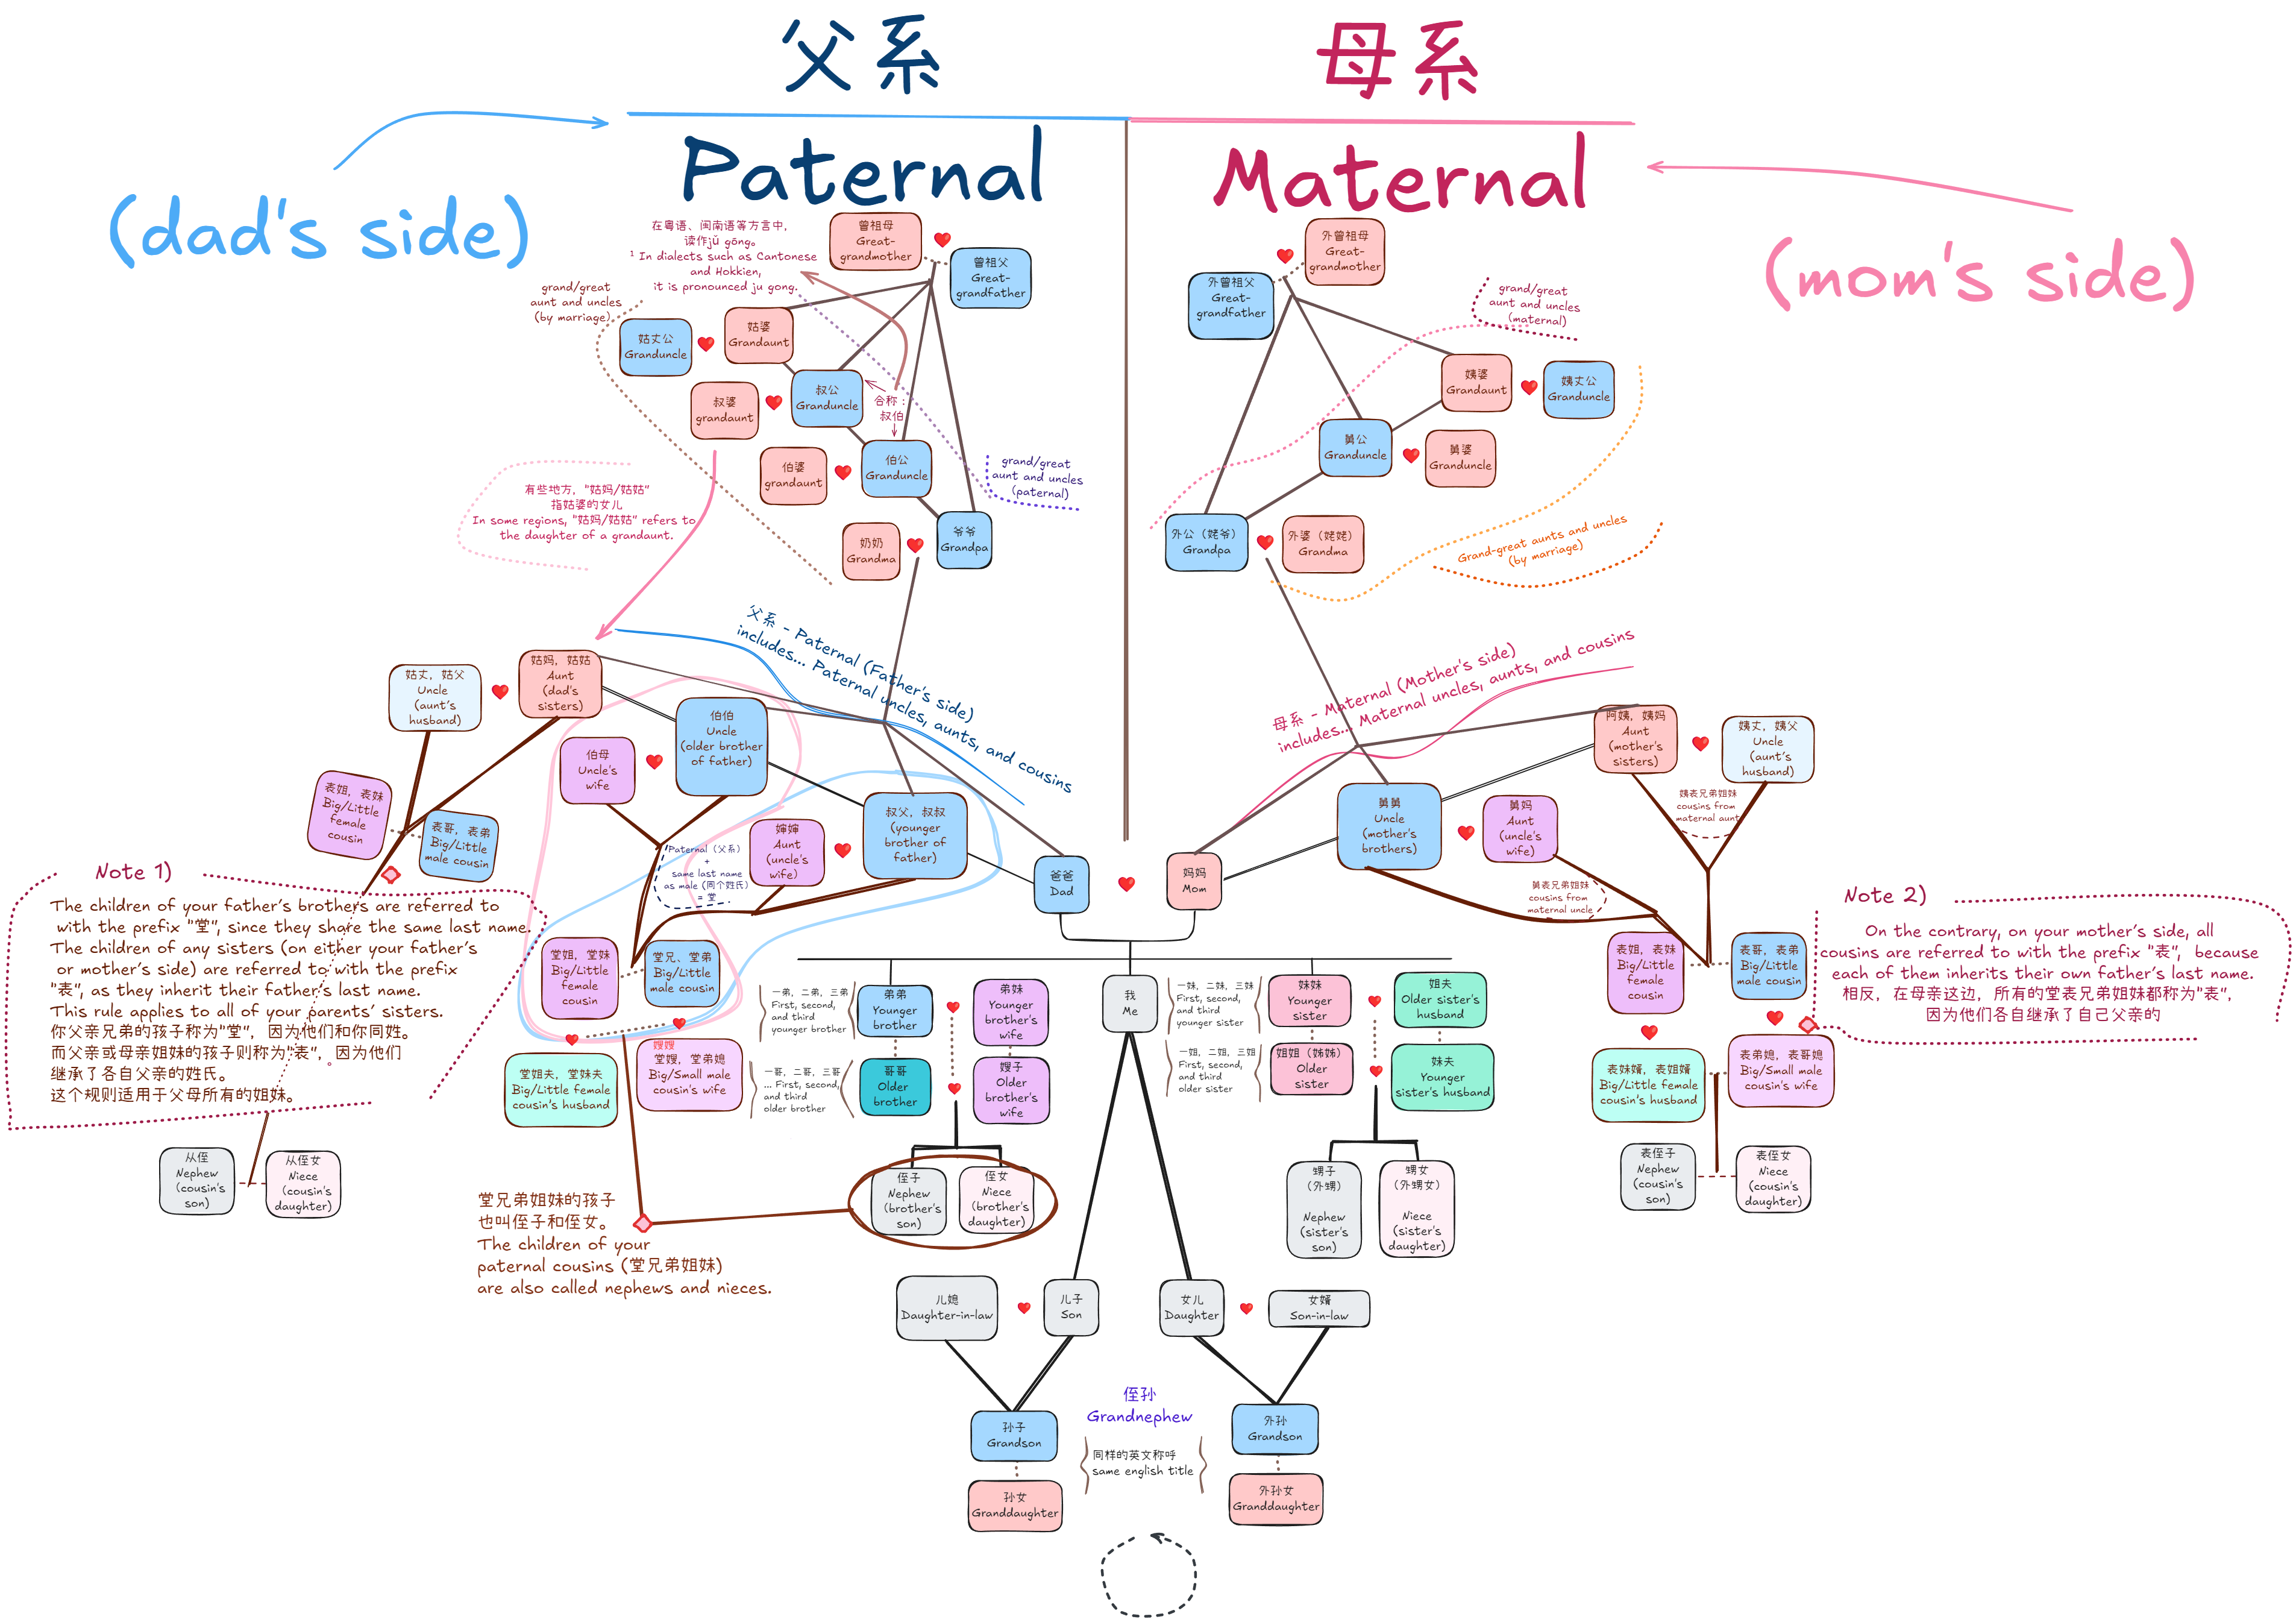 父系
母系
Paternal
Maternal
(dad's side)
(mom's side)
在粤语、闽南语等方言中,
读作jǔ gōng。
¹ In dialects such as Cantonese
and Hokkien,
it is pronounced ju gong.
曾祖母
Great-
grandmother
曾祖父
Great-
grandfather
grand/great
aunt and uncles
(by marriage)
姑丈公
Granduncle
姑婆
Grandaunt
叔婆
grandaunt
叔公
Granduncle
合称：
叔伯
伯婆
grandaunt
伯公
Granduncle
grand/great
aunt and uncles
(paternal)
奶奶
Grandma
爷爷
Grandpa
有些地方，"姑妈/姑姑"
指姑婆的女儿
In some regions, "姑妈/姑姑" refers to
the daughter of a grandaunt.
外曾祖母
Great-
grandmother
外曾祖父
Great-
grandfather
grand/great
aunt and uncles
(maternal)
姨婆
Grandaunt
姨丈公
Granduncle
舅公
Granduncle
舅婆
Granduncle
外公（姥爷）
Grandpa
外婆（姥姥）
Grandma
Grand-great aunts and uncles
(by marriage)
父系 - Paternal (Father's side)
includes... Paternal uncles, aunts, and cousins
母系 - Maternal (Mother's side)
includes... Maternal uncles, aunts, and cousins
姑丈，姑父
Uncle
(aunt's
husband)
姑妈，姑姑
Aunt
(dad's
sisters)
伯母
Uncle's
wife
伯伯
Uncle
(older brother
of father)
表姐，表妹
Big/Little
female
cousin
表哥，表弟
Big/Little
male cousin
Paternal（父系）
+
same last name
as male (同个姓氏)
= 堂
婶婶
Aunt
(uncle's
wife)
叔父，叔叔
(younger
brother of
father)
爸爸
Dad
妈妈
Mom
舅舅
Uncle
(mother's
brothers)
舅妈
Aunt
(uncle's
wife)
阿姨，姨妈
Aunt
(mother's
sisters)
姨丈，姨父
Uncle
(aunt's
husband)
姨表兄弟姐妹
cousins from
maternal aunt
舅表兄弟姐妹
cousins from
maternal uncle
Note 1)
The children of your father's brothers are referred to
with the prefix "堂", since they share the same last name.
The children of any sisters (on either your father's
or mother's side) are referred to with the prefix
"表", as they inherit their father's last name.
This rule applies to all of your parents' sisters.
你父亲兄弟的孩子称为"堂"，因为他们和你同姓。
而父亲或母亲姐妹的孩子则称为"表"，因为他们
继承了各自父亲的姓氏。
这个规则适用于父母所有的姐妹。
。
Note 2)
On the contrary, on your mother's side, all
cousins are referred to with the prefix "表", because
each of them inherits their own father's last name.
相反，在母亲这边，所有的堂表兄弟姐妹都称为"表"，
因为他们各自继承了自己父亲的
堂姐，堂妹
Big/Little
female
cousin
堂兄、堂弟
Big/Little
male cousin
堂姐夫，堂妹夫
Big/Little female
cousin's husband
嫂嫂
堂嫂，堂弟媳
Big/Small male
cousin's wife
一弟，二弟，三弟
First, second,
and third
younger brother
弟弟
Younger
brother
弟妹
Younger
brother's
wife
一哥，二哥，三哥
... First, second,
and third
older brother
哥哥
Older
brother
嫂子
Older
brother's
wife
我
Me
一妹，二妹，三妹
First, second,
and third
younger sister
妹妹
Younger
sister
姐夫
Older sister's
husband
一姐，二姐，三姐
First, second,
and third
older sister
姐姐（姊姊）
Older
sister
妹夫
Younger
sister's husband
表姐，表妹
Big/Little
female
cousin
表哥，表弟
Big/Little
male cousin
表妹婿，表姐婿
Big/Little female
cousin's husband
表弟媳，表哥媳
Big/Small male
cousin's wife
从侄
Nephew
(cousin's
son)
从侄女
Niece
(cousin's
daughter)
侄子
Nephew
(brother's
son)
侄女
Niece
(brother's
daughter)
甥子
（外甥）
Nephew
(sister's
son)
甥女
（外甥女）
Niece
(sister's
daughter)
表侄子
Nephew
(cousin's
son)
表侄女
Niece
(cousin's
daughter)
堂兄弟姐妹的孩子
也叫侄子和侄女。
The children of your
paternal cousins (堂兄弟姐妹)
are also called nephews and nieces.
儿媳
Daughter-in-law
儿子
Son
女儿
Daughter
女婿
Son-in-law
孙子
Grandson
侄孙
Grandnephew
外孙
Grandson
同样的英文称呼
same english title
孙女
Granddaughter
外孙女
Granddaughter